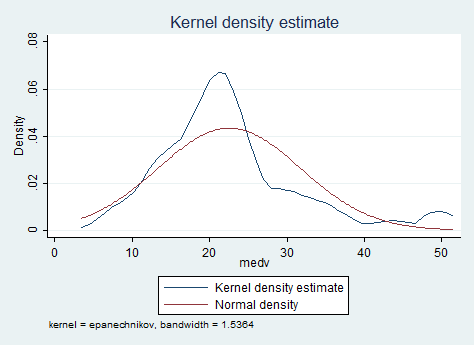 Kernel density estimate
.08
.06
.04
.02
0
Density
0 10 20 30 40 50
medv
Kernel density estimate
Normal density
kernel = epanechnikov, bandwidth = 1.5364